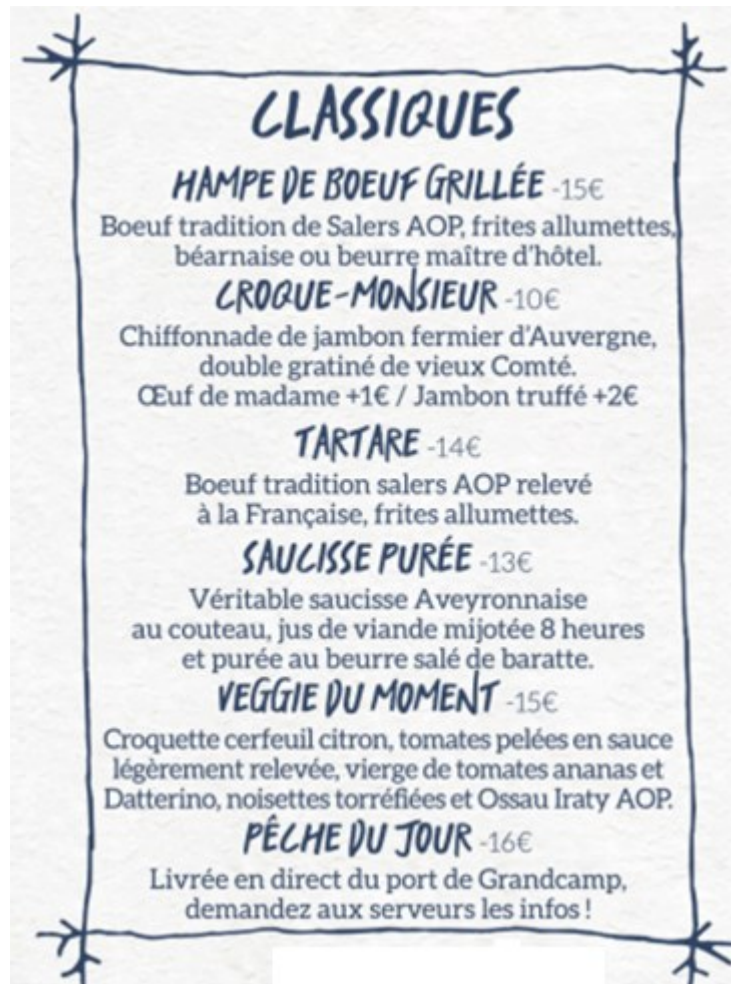 CLASSIQUES
HAMPE DE BOEUF GRILLÉE -15€
Boeuf tradition de Salers AOP, frites allumettes,
béarnaise ou beurre maître d'hôtel.
CROQUE-MONSIEUR -10€
Chiffonnade de jambon fermier d'Auvergne,
double gratiné de vieux Comté.
Œuf de madame +1€ / Jambon truffé +2€
TARTARE -14€
Boeuf tradition salers AOP relevé
à la Française, frites allumettes.
SAUCISSE PURÉE -13€
Véritable saucisse Aveyronnaise
au couteau, jus de viande mijotée 8 heures
et purée au beurre salé de baratte.
VEGGIE DU MOMENT -15€
Croquette cerfeuil citron, tomates pelées en sauce
légèrement relevée, vierge de tomates ananas et
Datterino, noisettes torréfiées et Ossau Iraty AOP.
PÊCHE DU JOUR -16€
Livrée en direct du port de Grandcamp,
demandez aux serveurs les infos !